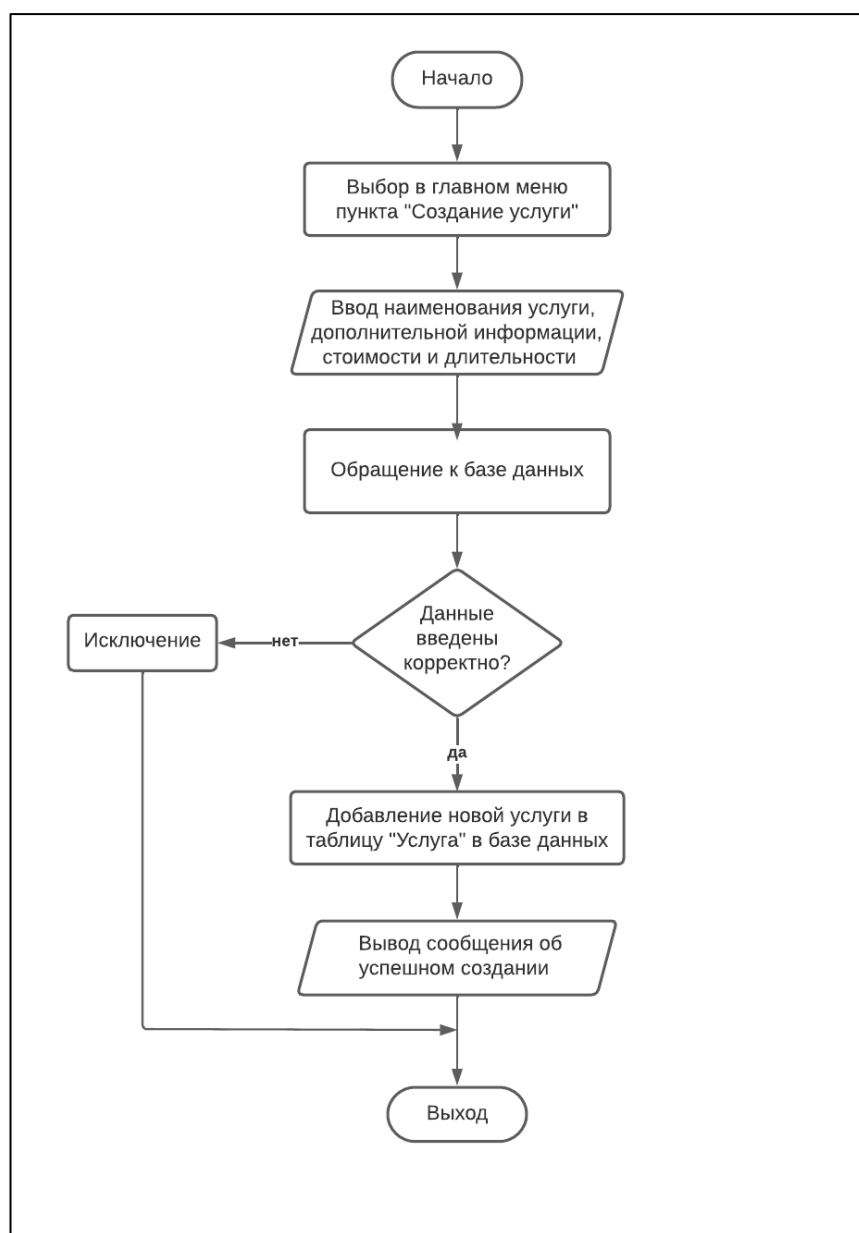 Начало
Выбор в главном меню
пункта "Создание услуги"
Ввод наименования услуги,
дополнительной информации,
стоимости и длительности
Обращение к базе данных
Данные
введены
корректно?
нет
Исключение
да
Добавление новой услуги в
таблицу "Услуга" в базе данных
Вывод сообщения об
успешном создании
Выход